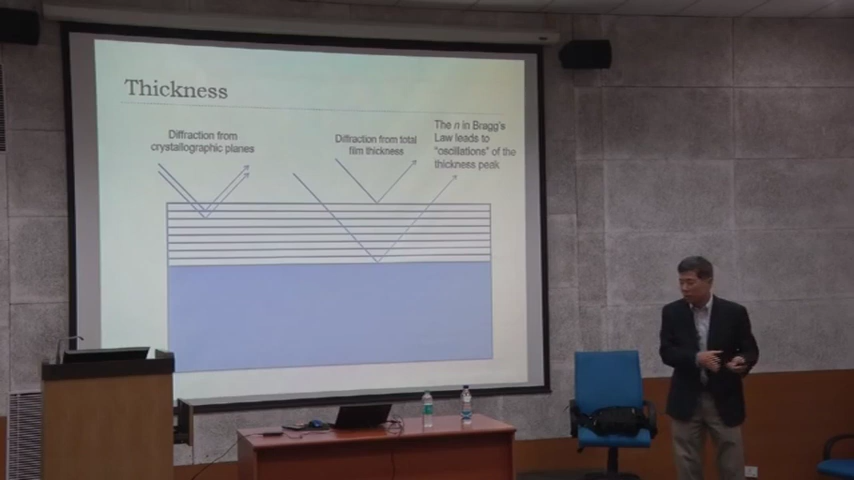 Thickness
Diffraction from
crystallographic planes
Diffraction from total
film thickness
The n in Bragg's
Law leads to
"oscillations" of the
thickness peak